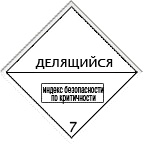 ДЕЛЯЩИЙСЯ
индекс безопасности
по критичности
7